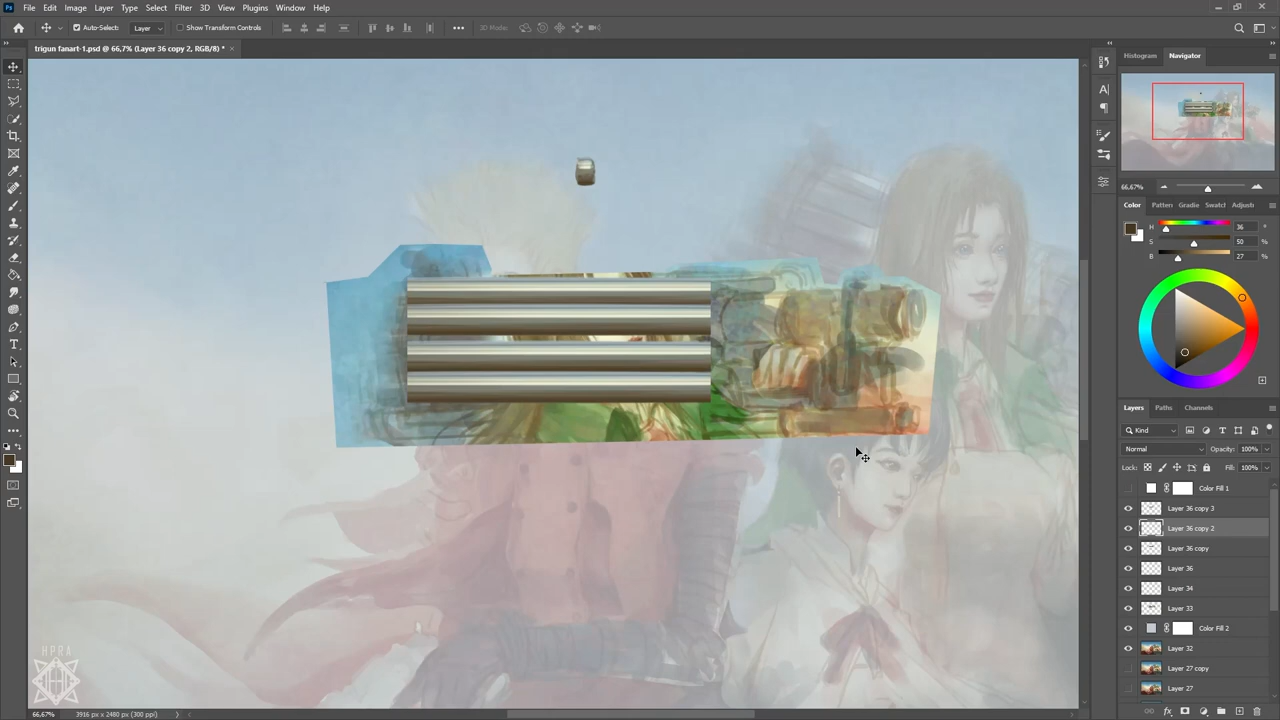 File Edit Image Layer Type Select Filter 3D View Plugins Window Help
Auto-Select: Layer Show Transform Controls 3D Mode:
trigun fanart-1.psd @ 66,7% (Layer 36 copy 2, RGB/8) *
Histogram Navigator
66,67%
Color Pattern Gradie Swatcl Adjusti
H 36 °
S 50 %
B 27 %
Layers Paths Channels
Kind
Normal Opacity: 100%
Lock: Fill: 100%
Color Fill 1
Layer 36 copy 3
Layer 36 copy 2
Layer 36 copy
Layer 36
Layer 34
Layer 33
Color Fill 2
Layer 32
Layer 27 copy
Layer 27
HPRA
66,67% 3916 px x 2480 px (300 ppi)